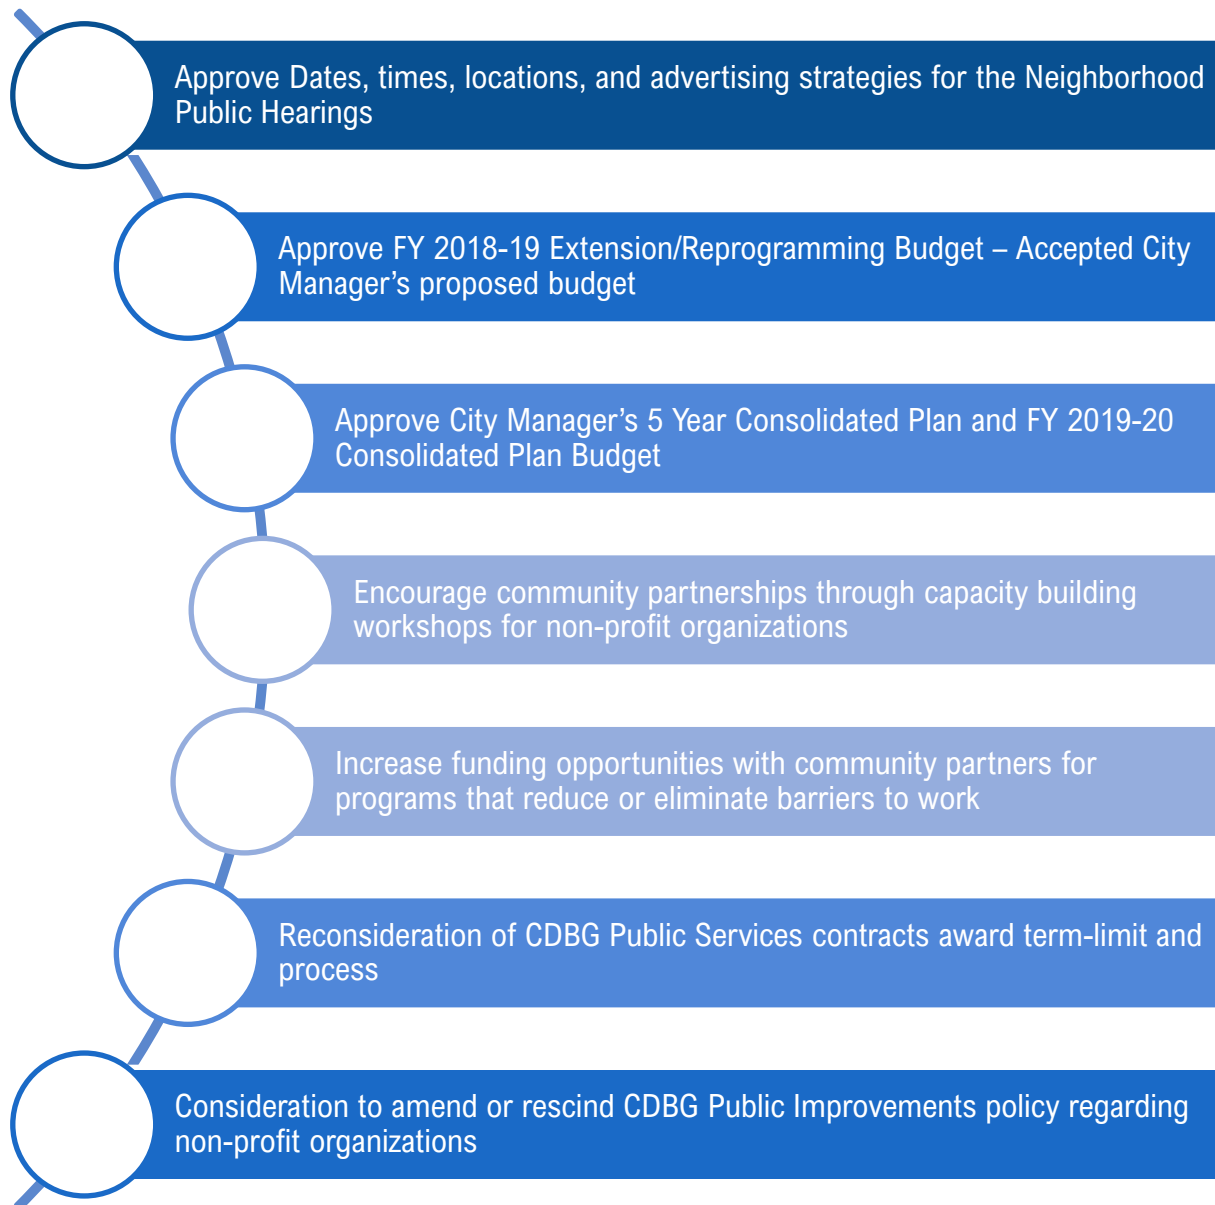 Approve Dates, times, locations, and advertising strategies for the Neighborhood
Public Hearings
Approve FY 2018-19 Extension/Reprogramming Budget – Accepted City
Manager’s proposed budget
Approve City Manager’s 5 Year Consolidated Plan and FY 2019-20
Consolidated Plan Budget
Encourage community partnerships through capacity building
workshops for non-profit organizations
Increase funding opportunities with community partners for
programs that reduce or eliminate barriers to work
Reconsideration of CDBG Public Services contracts award term-limit and
process
Consideration to amend or rescind CDBG Public Improvements policy regarding
non-profit organizations